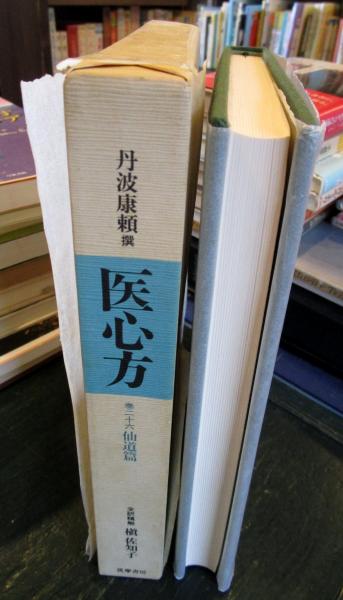 丹波康頼 撰
医心方
巻二十六 仙道篇
全訳精解 槇佐知子
筑摩書房